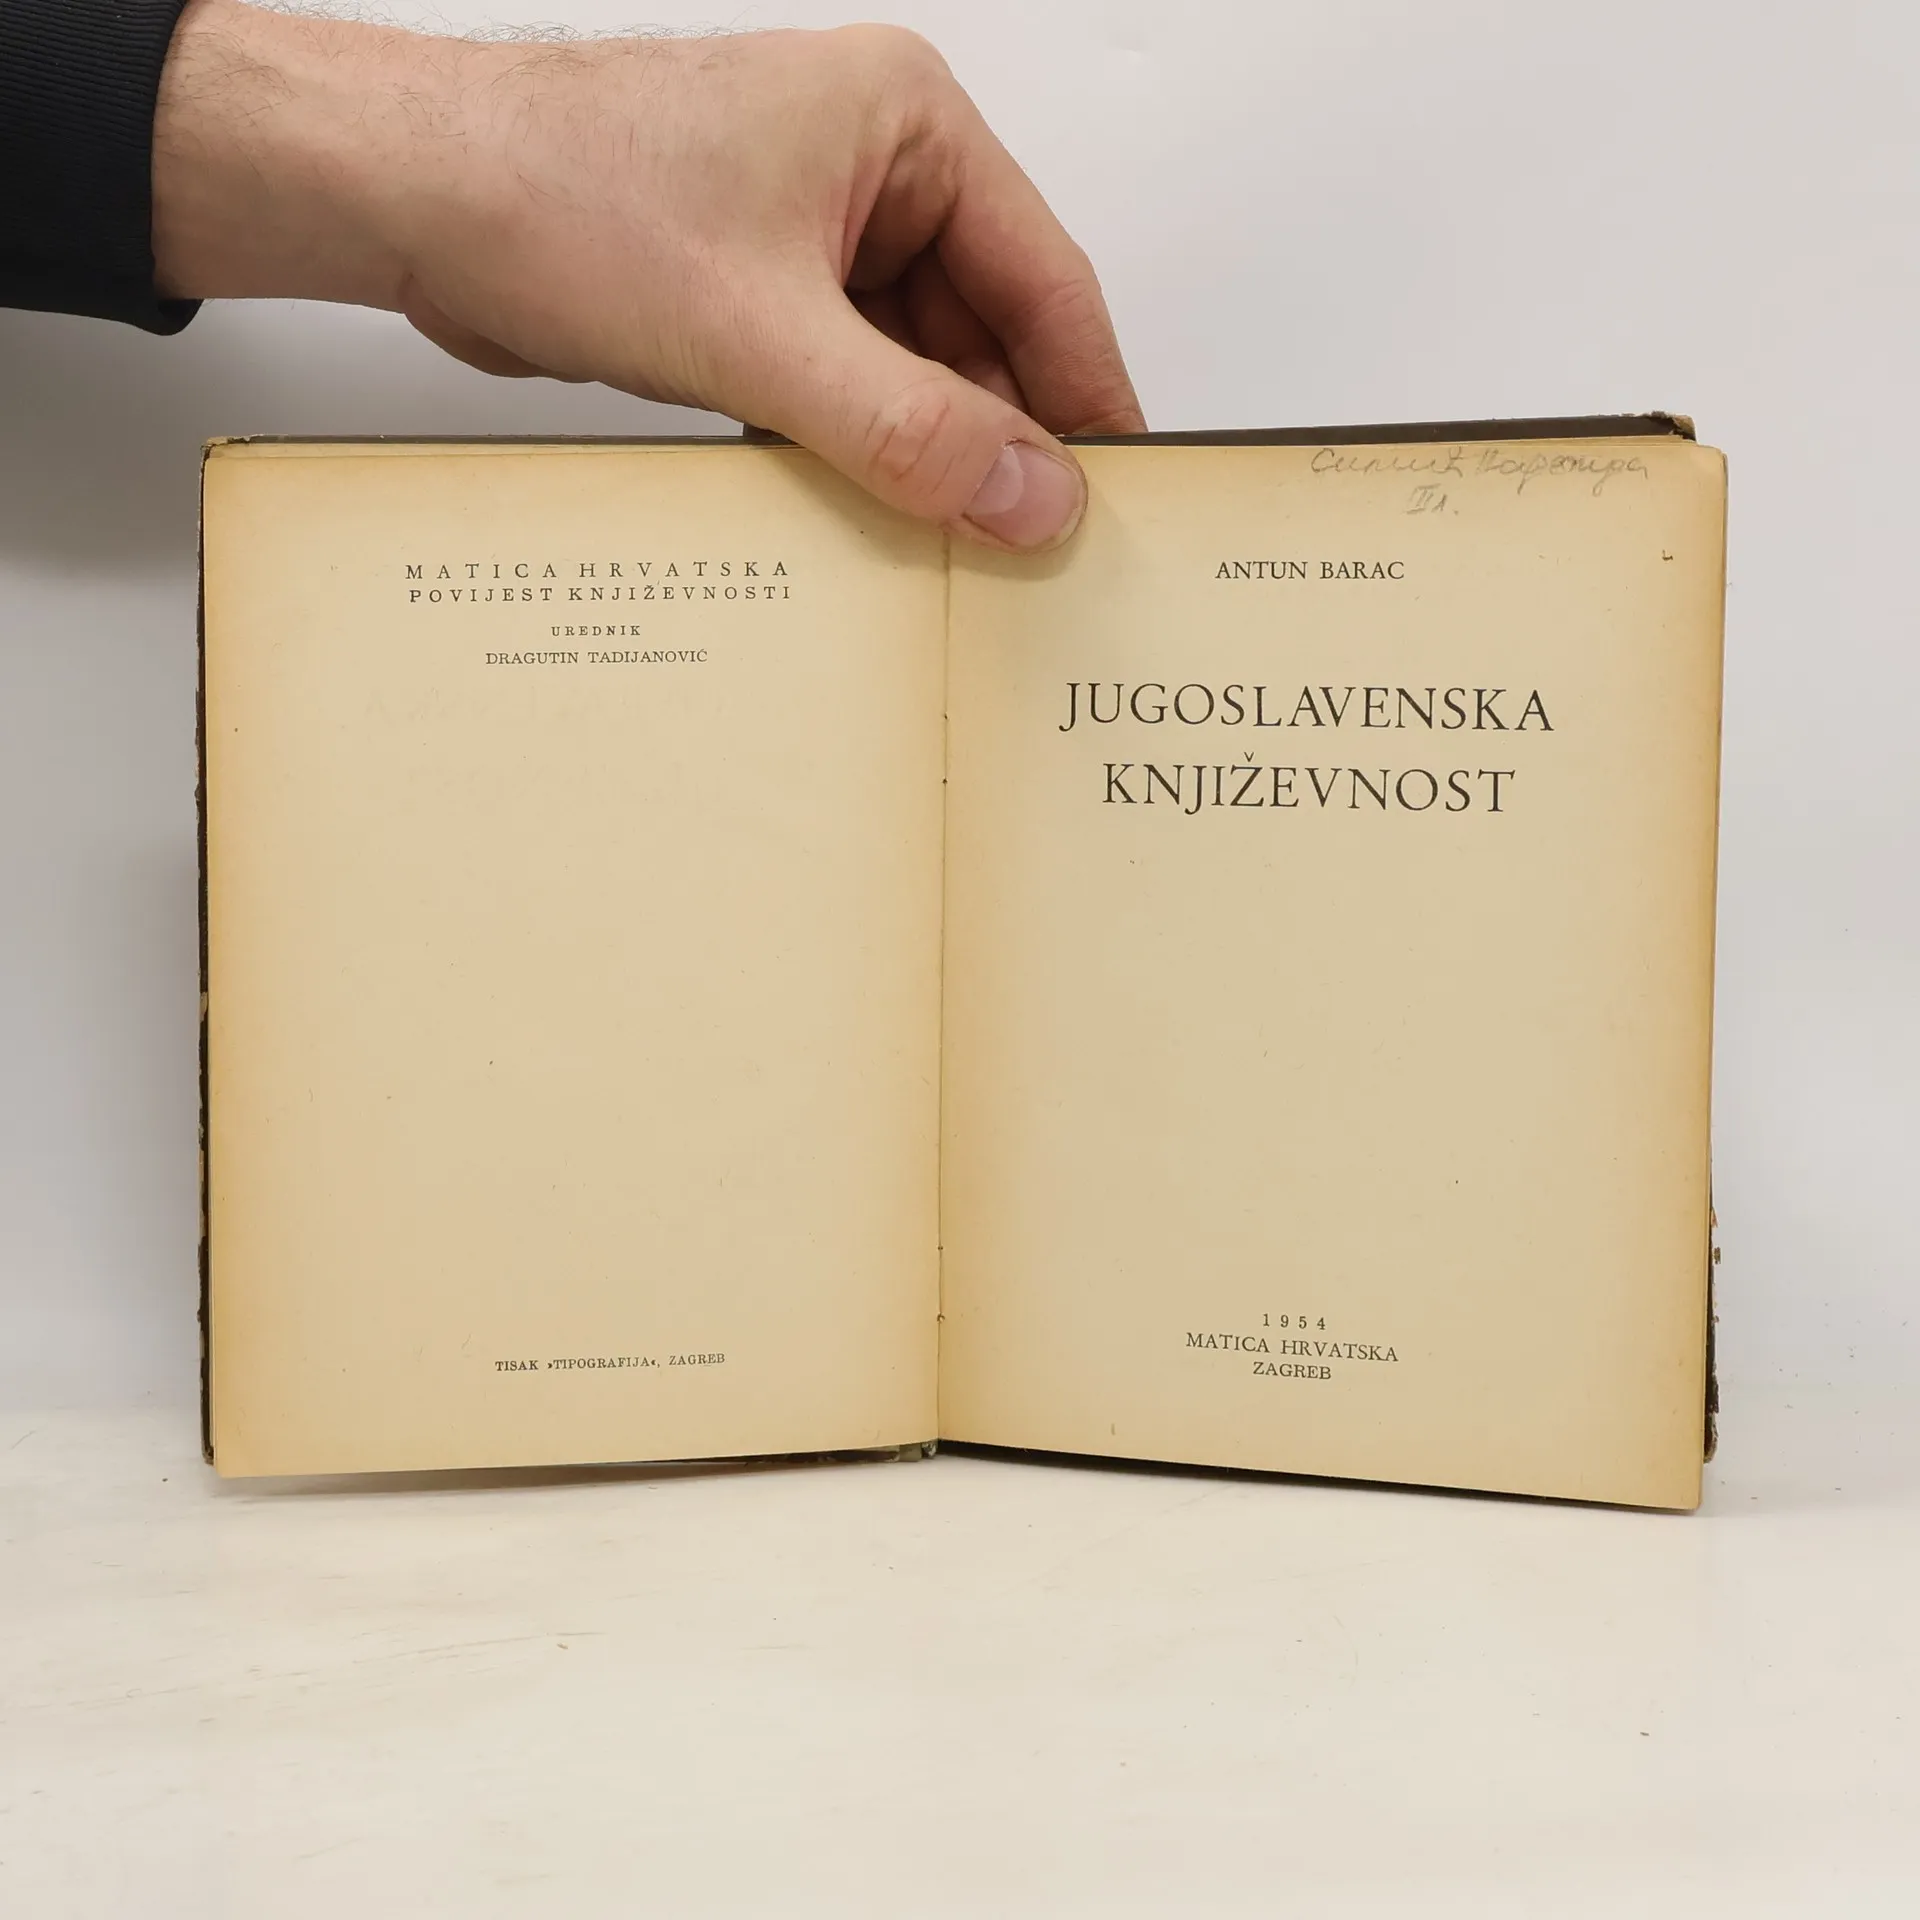 MATICA HRVATSKA
POVIJEST KNJIŽEVNOSTI
UREDNIK
DRAGUTIN TADIJANOVIĆ
TISAK »TIPOGRAFIJA«, ZAGREB
ANTUN BARAC
JUGOSLAVENSKA
KNJIŽEVNOST
1954
MATICA HRVATSKA
ZAGREB